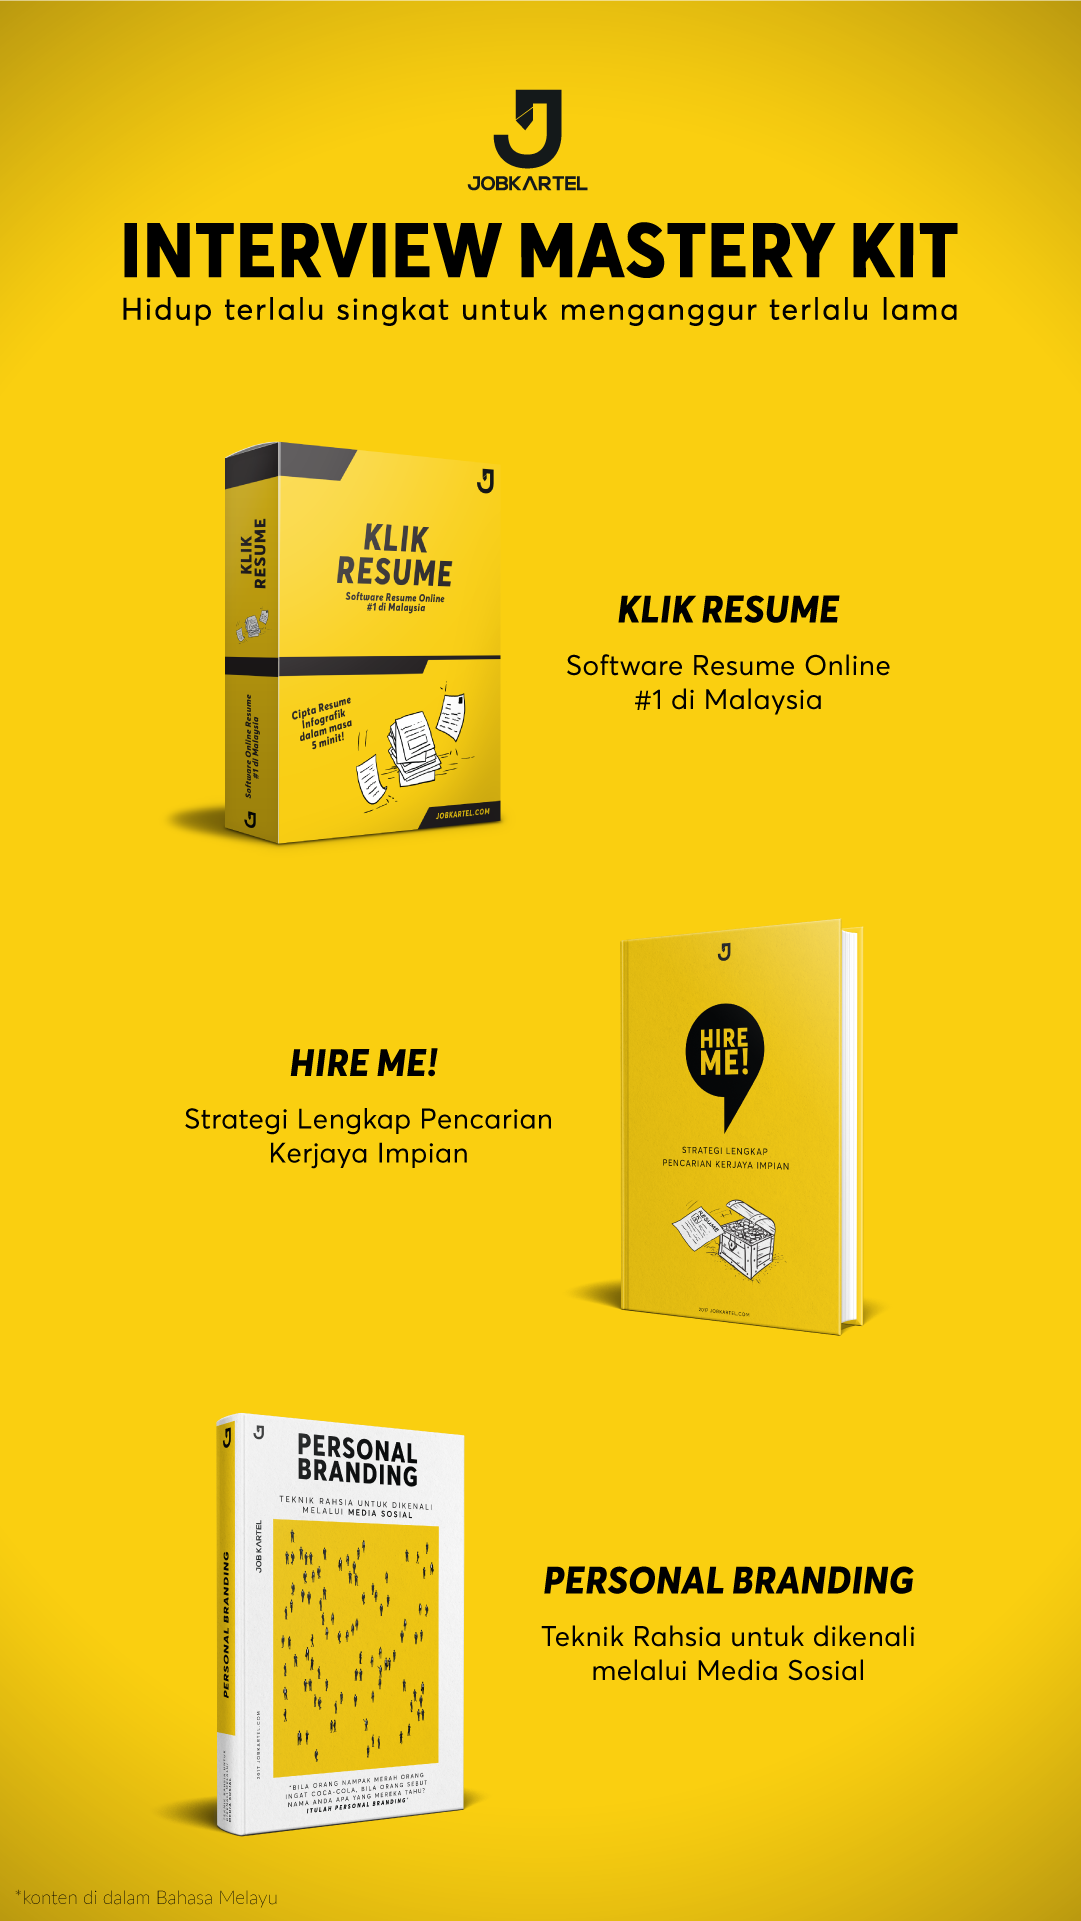 JOBKARTEL
INTERVIEW MASTERY KIT
Hidup terlalu singkat untuk menganggur terlalu lama
KLIK
RESUME
Software Resume Online
#1 di Malaysia
Cipta Resume
Infografik
dalam masa
5 minit!
JOBKARTEL.COM
KLIK
RESUME
Software Online Resume
#1 di Malaysia
KLIK RESUME
Software Resume Online
#1 di Malaysia
HIRE ME!
Strategi Lengkap Pencarian
Kerjaya Impian
HIRE
ME!
STRATEGI LENGKAP
PENCARIAN KERJAYA IMPIAN
RESUME
2017 JOBKARTEL.COM
PERSONAL
BRANDING
TEKNIK RAHSIA UNTUK DIKENALI
MELALUI MEDIA SOSIAL
JOBKARTEL
2017 JOBKARTEL.COM
"BILA ORANG NAMPAK MERAH ORANG
INGAT COCA-COLA, BILA ORANG SEBUT
NAMA ANDA APA YANG MEREKA TAHU?
ITULAH PERSONAL BRANDING"
PERSONAL BRANDING
PERSONAL BRANDING
Teknik Rahsia untuk dikenali
melalui Media Sosial
*konten di dalam Bahasa Melayu